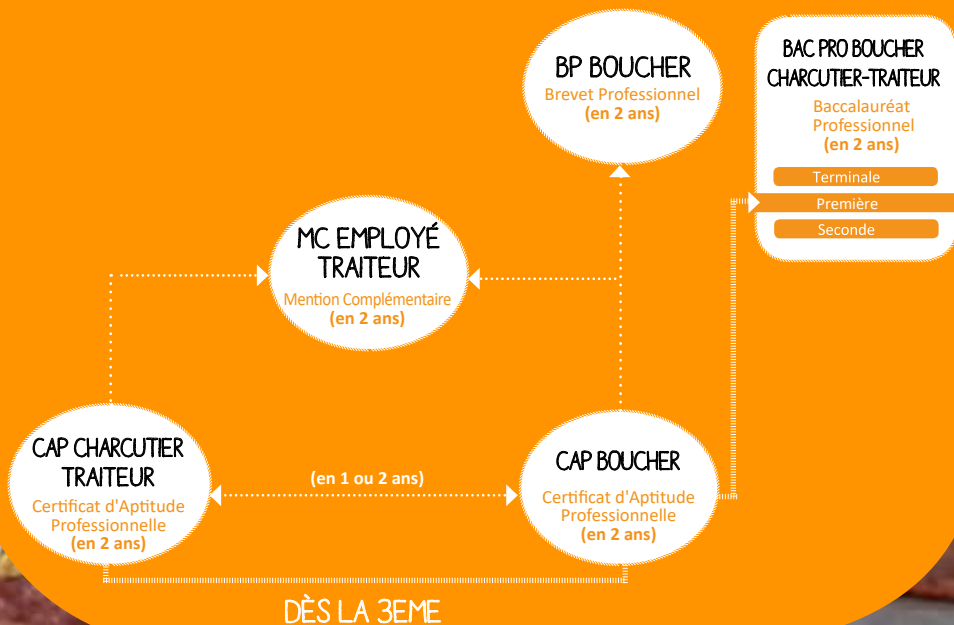 BP BOUCHER
Brevet Professionnel
(en 2 ans)
BAC PRO BOUCHER
CHARCUTIER-TRAITEUR
Baccalauréat
Professionnel
(en 2 ans)
Terminale
Première
Seconde
MC EMPLOYÉ
TRAITEUR
Mention Complémentaire
(en 2 ans)
CAP CHARCUTIER
TRAITEUR
Certificat d'Aptitude
Professionnelle
(en 2 ans)
(en 1 ou 2 ans)
CAP BOUCHER
Certificat d'Aptitude
Professionnelle
(en 2 ans)
DÈS LA 3EME